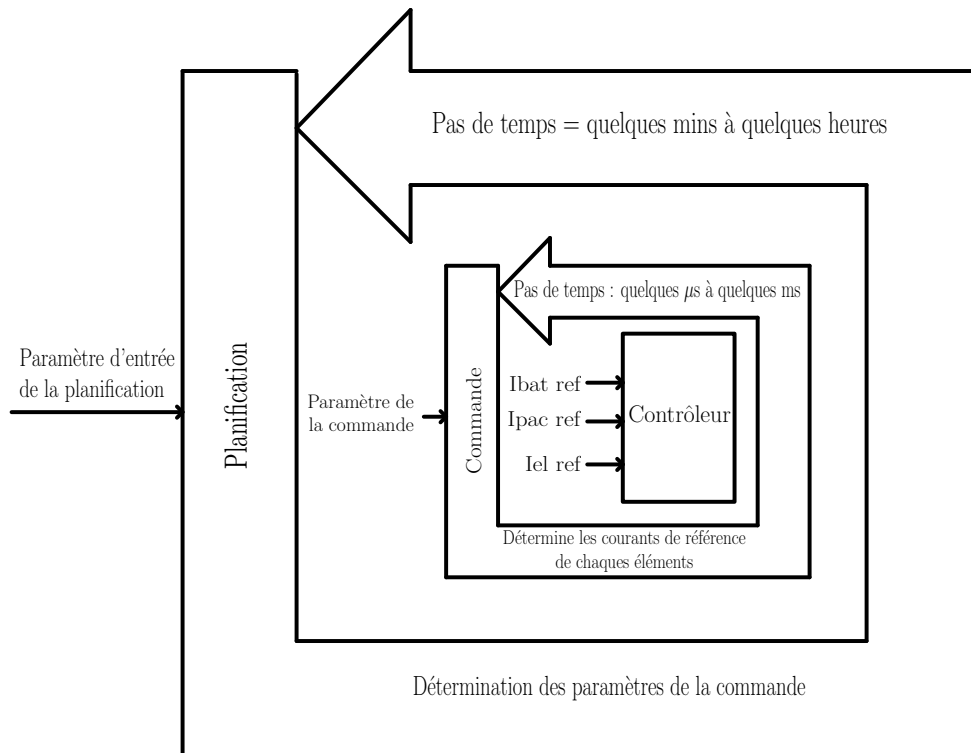 Pas de temps = quelques mins à quelques heures
Pas de temps : quelques µs à quelques ms
Paramètre d'entrée
de la planification
Planification
Paramètre de
la commande
Commande
Ibat ref
Ipac ref
Iel ref
Contrôleur
Détermine les courants de référence
de chaques éléments
Détermination des paramètres de la commande